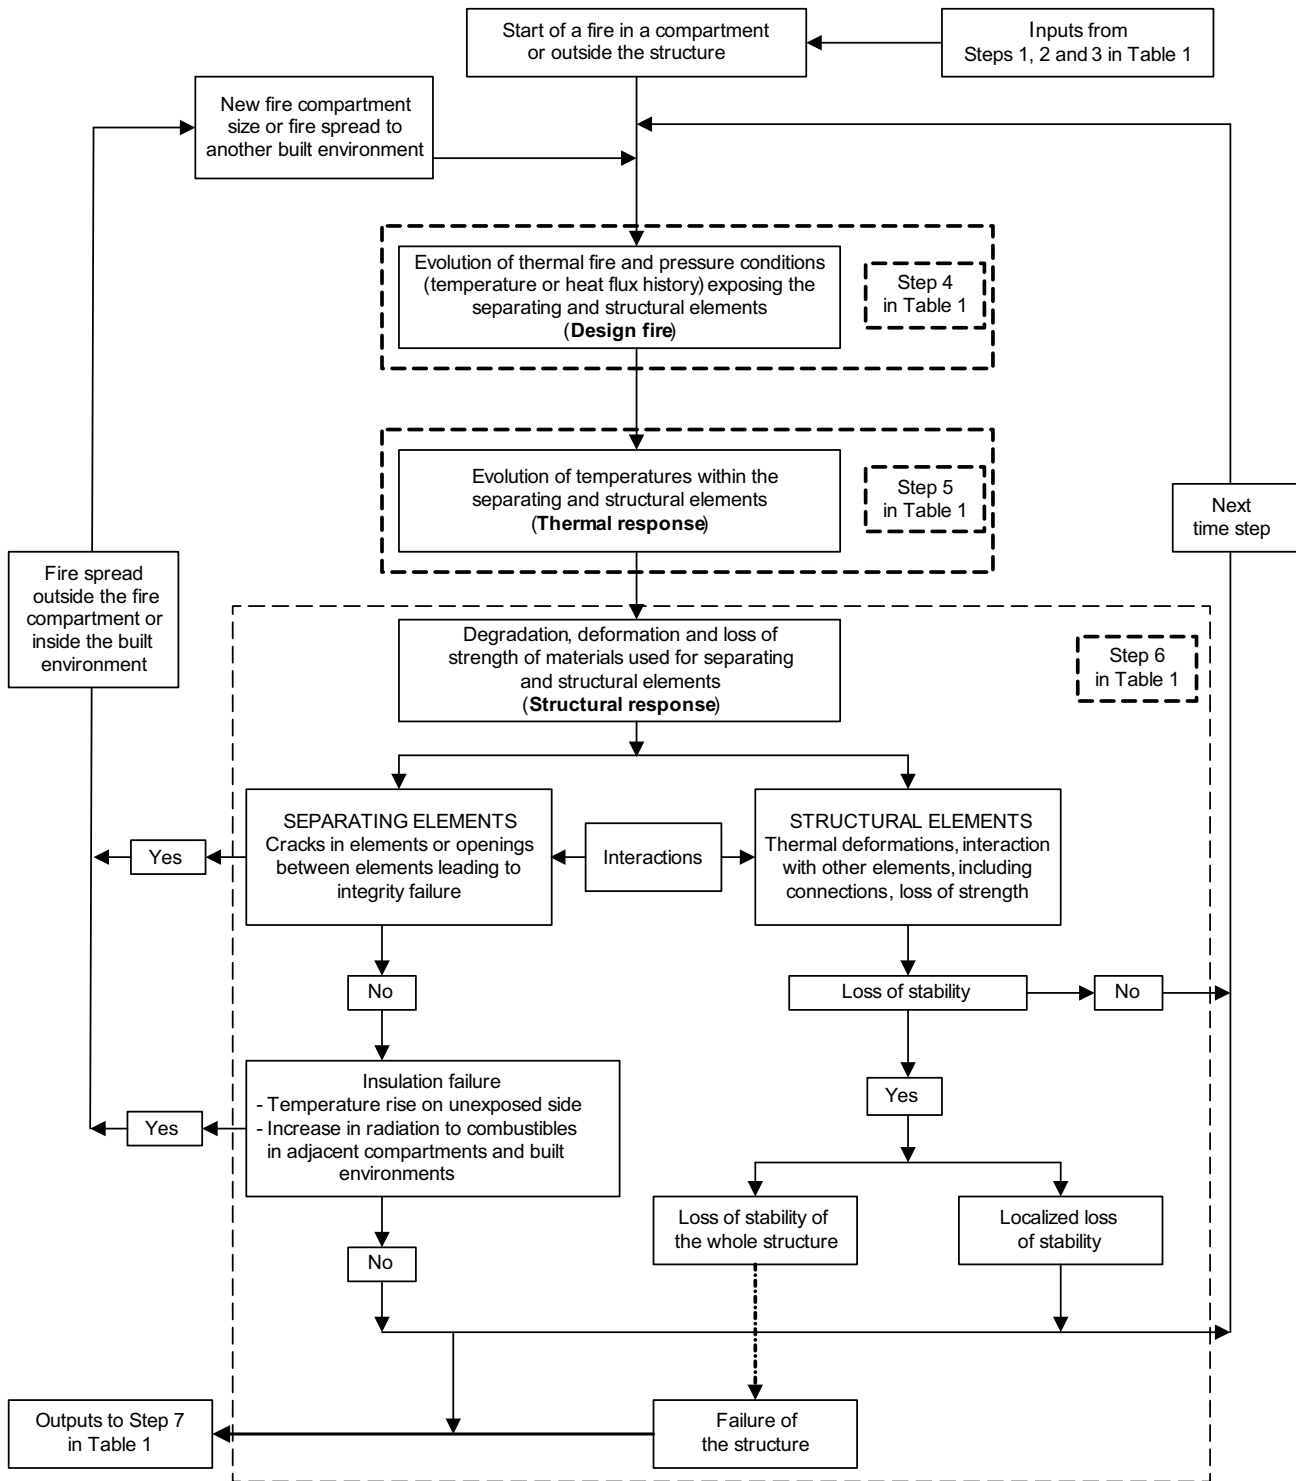 Start of a fire in a compartment
or outside the structure
Inputs from
Steps 1, 2 and 3 in Table 1
New fire compartment
size or fire spread to
another built environment
Evolution of thermal fire and pressure conditions
(temperature or heat flux history) exposing the
separating and structural elements
(Design fire)
Step 4
in Table 1
Evolution of temperatures within the
separating and structural elements
(Thermal response)
Step 5
in Table 1
Next
time step
Fire spread
outside the fire
compartment or
inside the built
environment
Degradation, deformation and loss of
strength of materials used for separating
and structural elements
(Structural response)
Step 6
in Table 1
SEPARATING ELEMENTS
Cracks in elements or openings
between elements leading to
integrity failure
Yes
Interactions
STRUCTURAL ELEMENTS
Thermal deformations, interaction
with other elements, including
connections, loss of strength
No
Loss of stability
No
Insulation failure
- Temperature rise on unexposed side
- Increase in radiation to combustibles
in adjacent compartments and built
environments
Yes
Yes
Loss of stability of
the whole structure
Localized loss
of stability
No
Outputs to Step 7
in Table 1
Failure of
the structure